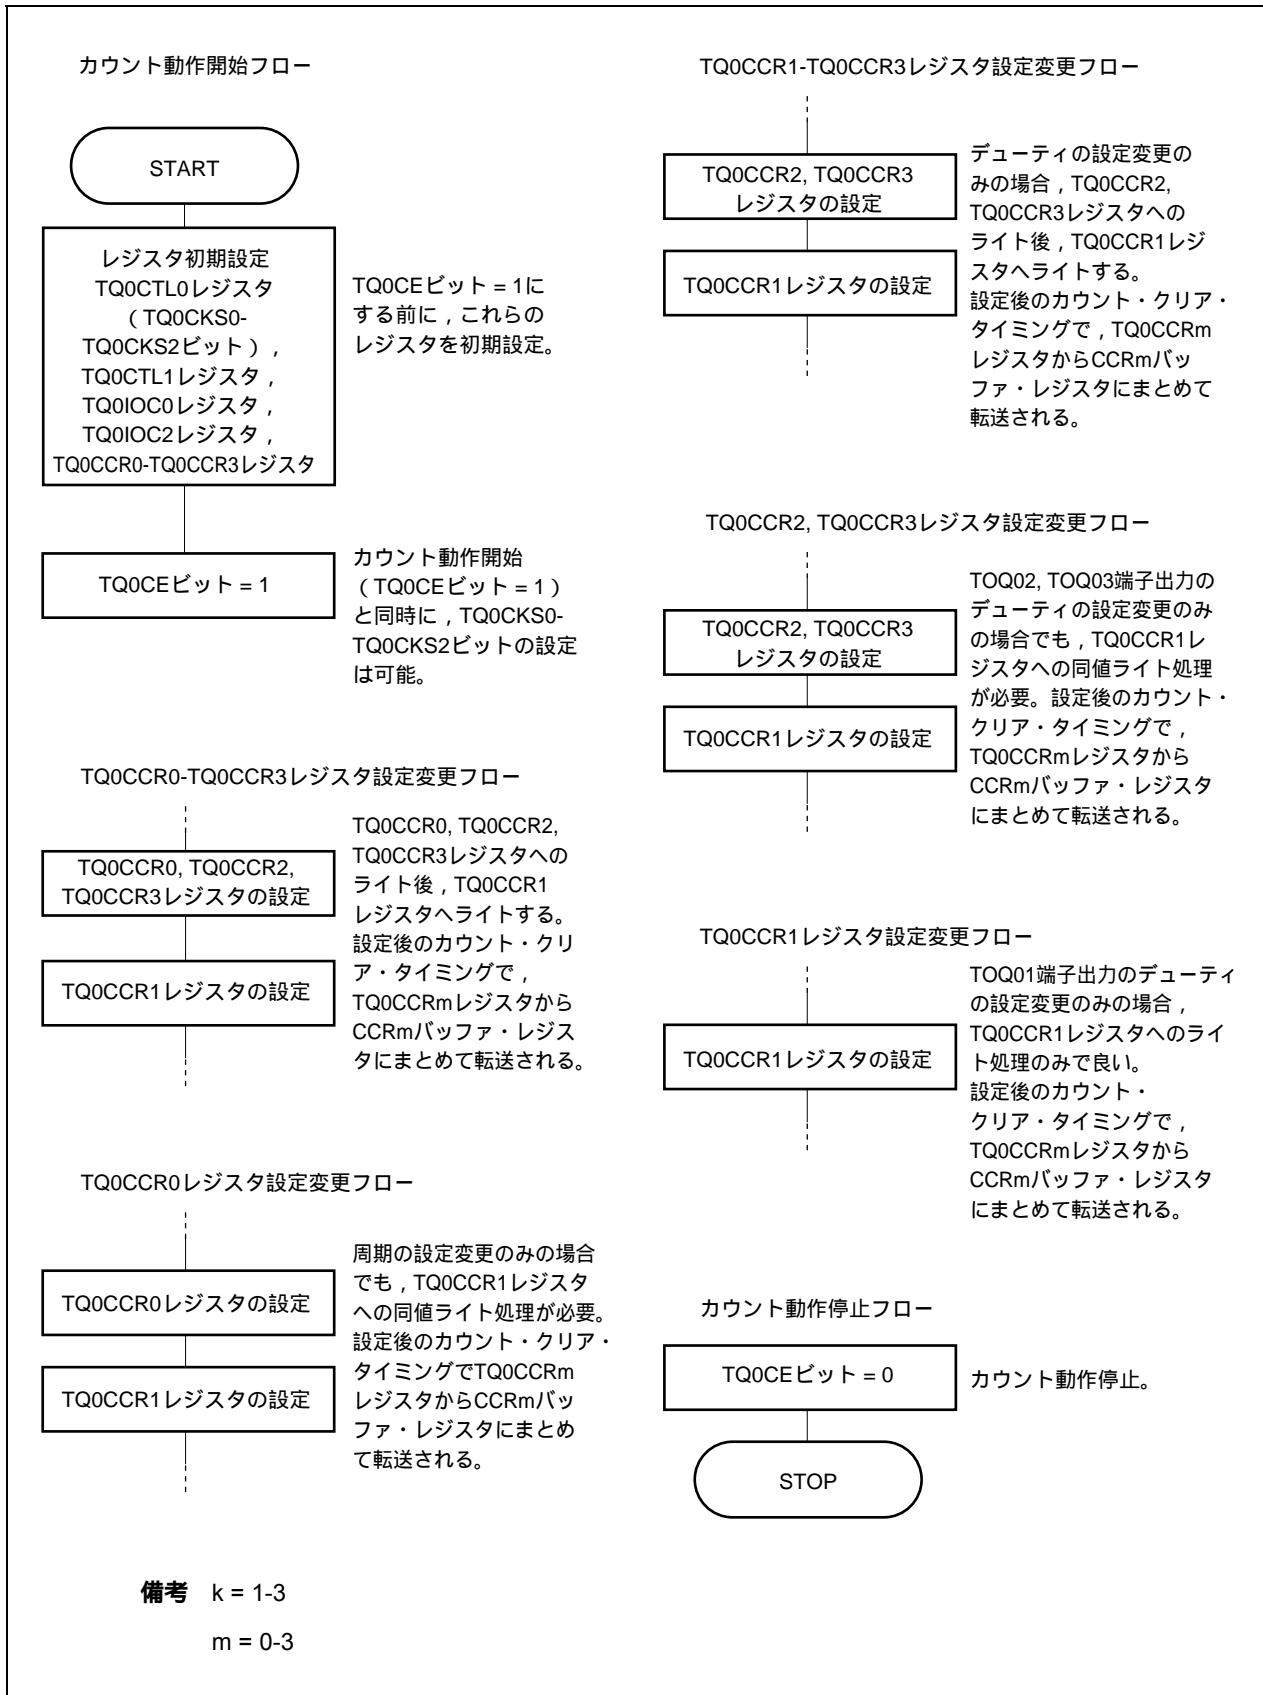 カウント動作開始フロー
START
レジスタ初期設定
TQ0CTL0レジスタ
(TQ0CKS0-
TQ0CKS2ビット),
TQ0CTL1レジスタ,
TQ0IOC0レジスタ,
TQ0IOC2レジスタ,
TQ0CCR0-TQ0CCR3レジスタ
TQ0CEビット = 1に
する前に,これらの
レジスタを初期設定。
TQ0CEビット = 1
カウント動作開始
(TQ0CEビット = 1)
と同時に,TQ0CKS0-
TQ0CKS2ビットの設定
は可能。
TQ0CCR0-TQ0CCR3レジスタ設定変更フロー
TQ0CCR0, TQ0CCR2,
TQ0CCR3レジスタの設定
TQ0CCR1レジスタの設定
TQ0CCR0, TQ0CCR2,
TQ0CCR3レジスタへの
ライト後,TQ0CCR1
レジスタへライトする。
設定後のカウント・クリ
ア・タイミングで,
TQ0CCRmレジスタから
CCRmバッファ・レジス
タにまとめて転送される。
TQ0CCR0レジスタ設定変更フロー
TQ0CCR0レジスタの設定
TQ0CCR1レジスタの設定
周期の設定変更のみの場合
でも,TQ0CCR1レジスタ
への同値ライト処理が必要。
設定後のカウント・クリア・
タイミングでTQ0CCRm
レジスタからCCRmバッ
ファ・レジスタにまとめ
て転送される。
TQ0CCR1-TQ0CCR3レジスタ設定変更フロー
TQ0CCR2, TQ0CCR3
レジスタの設定
TQ0CCR1レジスタの設定
デューティの設定変更の
みの場合,TQ0CCR2,
TQ0CCR3レジスタへの
ライト後,TQ0CCR1レジ
スタへライトする。
設定後のカウント・クリア・
タイミングで,TQ0CCRm
レジスタからCCRmバッ
ファ・レジスタにまとめて
転送される。
TQ0CCR2, TQ0CCR3レジスタ設定変更フロー
TQ0CCR2, TQ0CCR3
レジスタの設定
TQ0CCR1レジスタの設定
TOQ02, TOQ03端子出力の
デューティの設定変更のみ
の場合でも,TQ0CCR1レ
ジスタへの同値ライト処理
が必要。設定後のカウント・
クリア・タイミングで,
TQ0CCRmレジスタから
CCRmバッファ・レジスタ
にまとめて転送される。
TQ0CCR1レジスタ設定変更フロー
TQ0CCR1レジスタの設定
TOQ01端子出力のデューティ
の設定変更のみの場合,
TQ0CCR1レジスタへのライ
ト処理のみで良い。
設定後のカウント・
クリア・タイミングで,
TQ0CCRmレジスタから
CCRmバッファ・レジスタ
にまとめて転送される。
カウント動作停止フロー
TQ0CEビット = 0
カウント動作停止。
STOP
備考 k = 1-3
m = 0-3